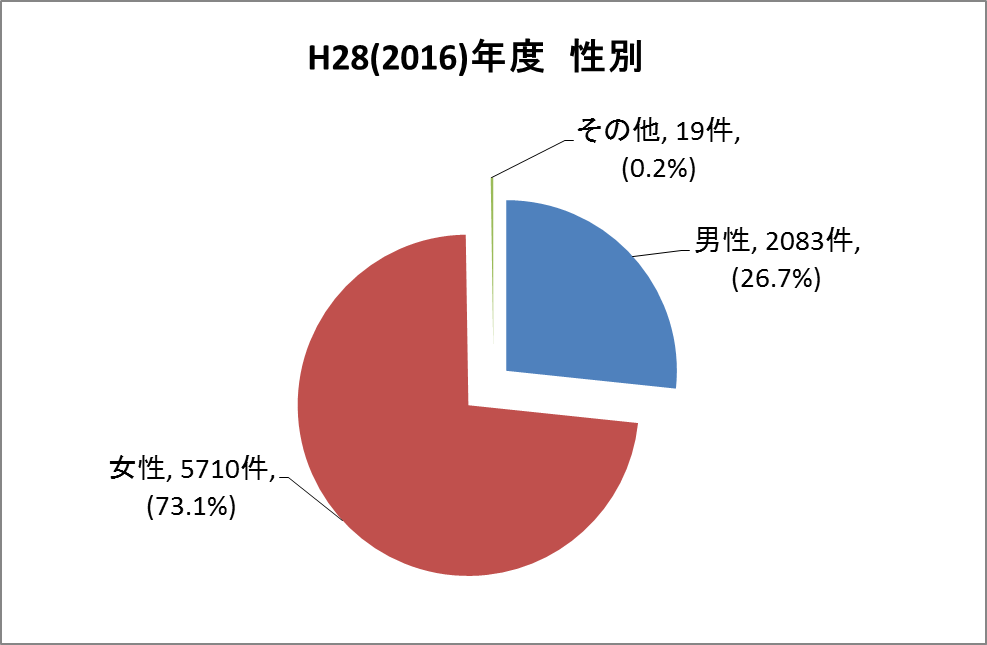 H28(2016)年度　性別
その他, 19件,
(0.2%)
男性, 2083件,
(26.7%)
女性, 5710件,
(73.1%)